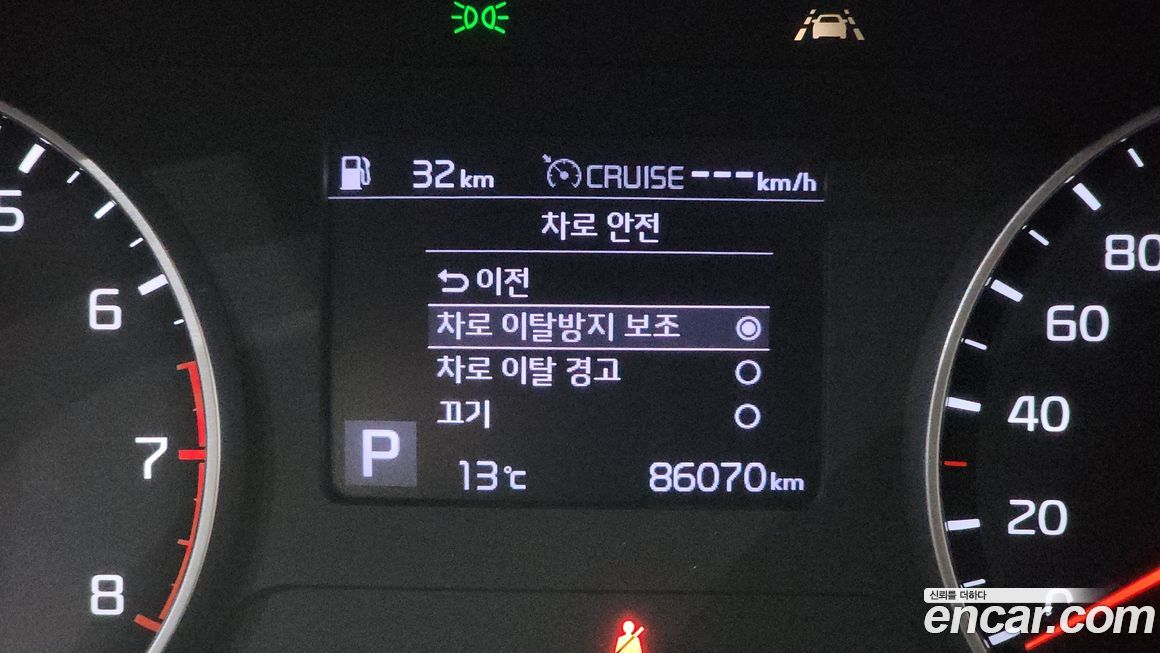 32km CRUISE ---km/h
차로 안전
이전
차로 이탈방지 보조
차로 이탈 경고
끄기
P
13℃ 86070km
5
6
7
8
80
60
40
20
0
신뢰를 더하다
encar.com